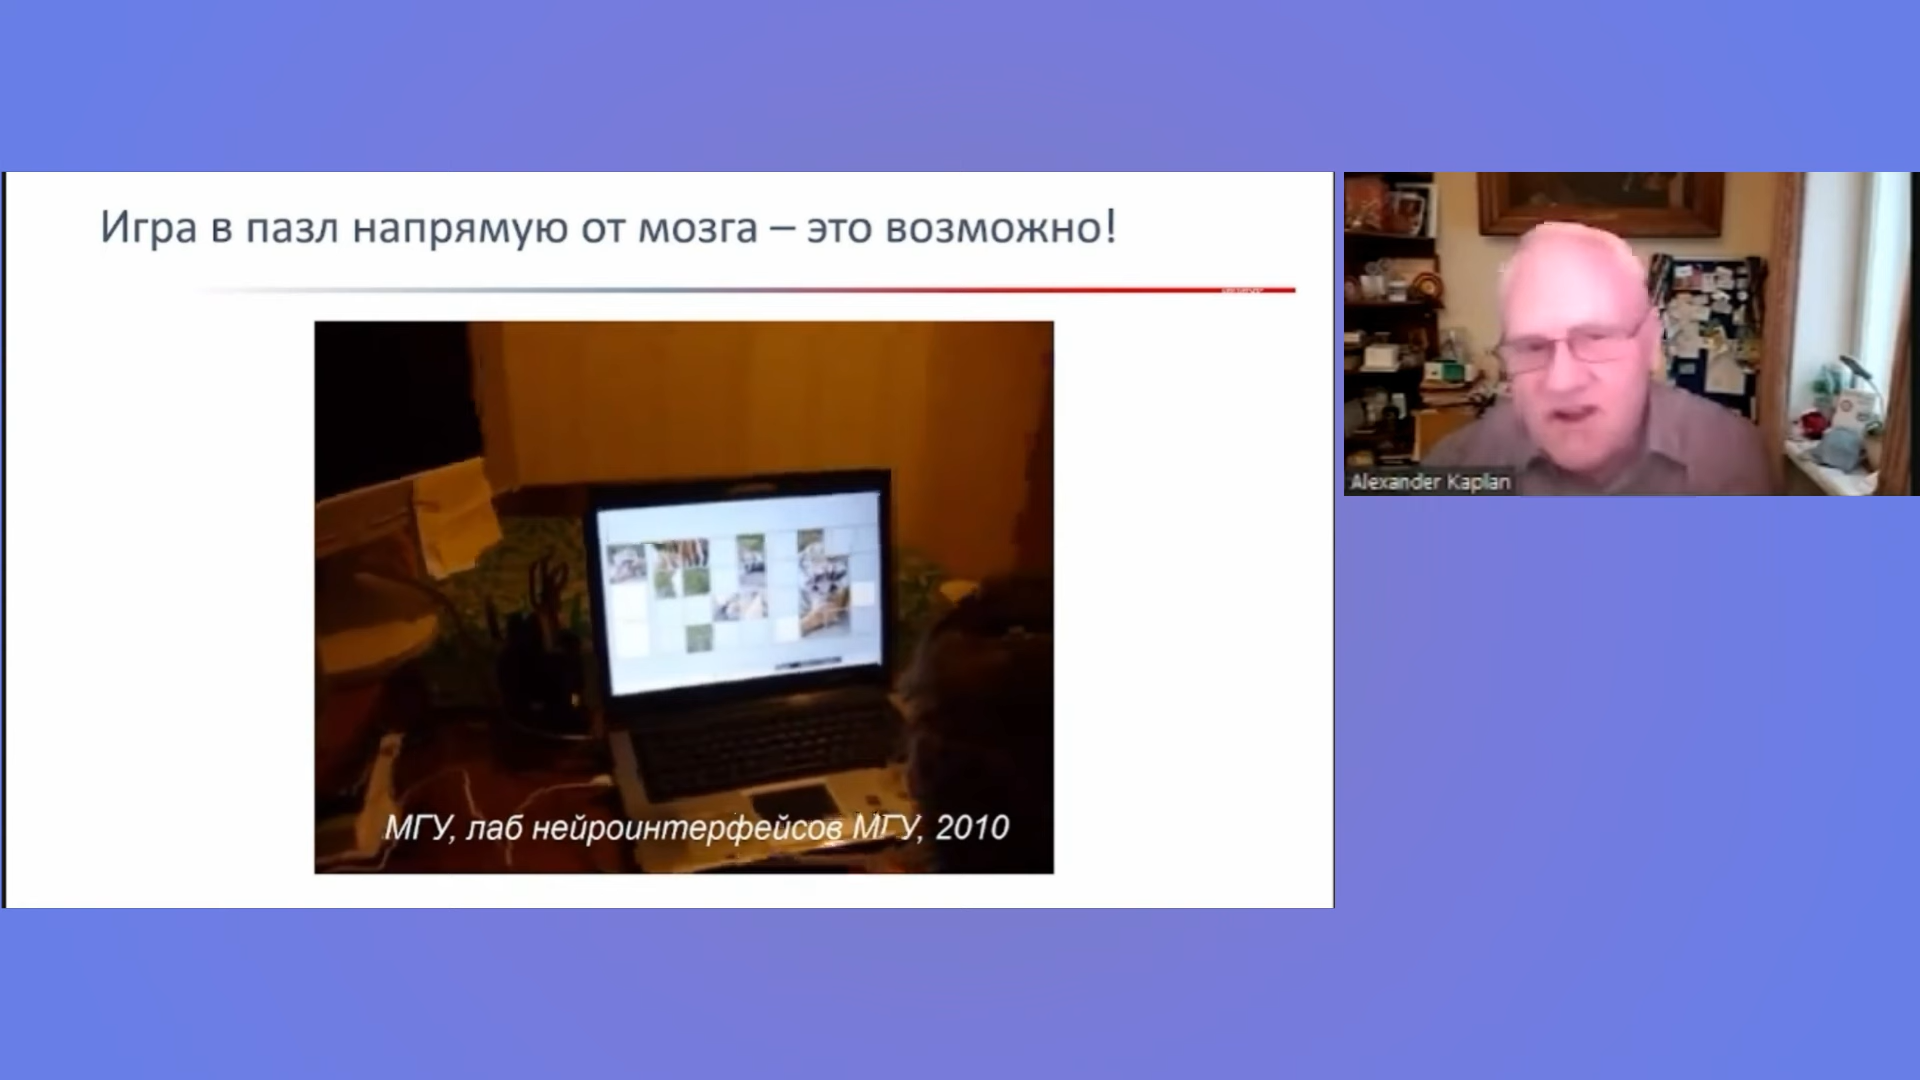 Игра в пазл напрямую от мозга – это возможно!
МГУ, лаб нейроинтерфейсов МГУ, 2010
Alexander Kaplan